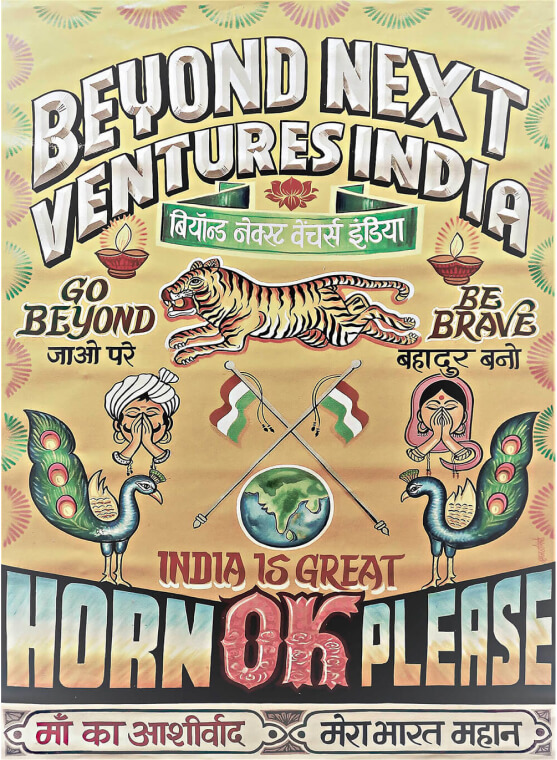 BEYOND NEXT
VENTURES INDIA
बियॉन्ड नेक्स्ट वेंचर्स इंडिया
GO
BEYOND
जाओ परे
BE
BRAVE
बहादुर बनो
INDIA IS GREAT
HORN OK PLEASE
माँ का आशीर्वाद
मेरा भारत महान